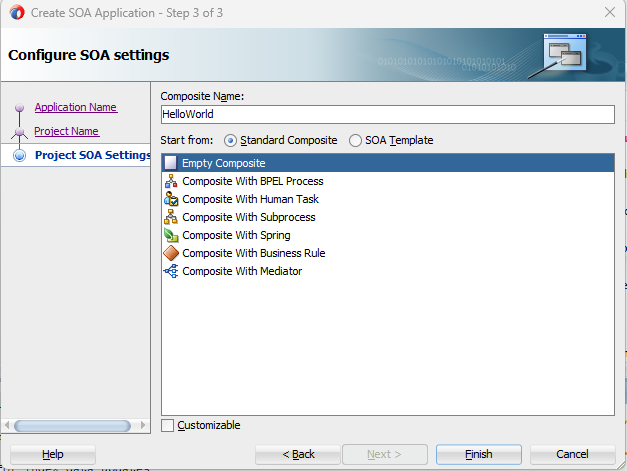 Create SOA Application - Step 3 of 3
Configure SOA settings
010101010101010101010101
0101010101010
Application Name
Project Name
Project SOA Settings
Composite Name:
HelloWorld
Start from: Standard Composite SOA Template
Empty Composite
Composite With BPEL Process
Composite With Human Task
Composite With Subprocess
Composite With Spring
Composite With Business Rule
Composite With Mediator
Customizable
Help < Back Next > Finish Cancel